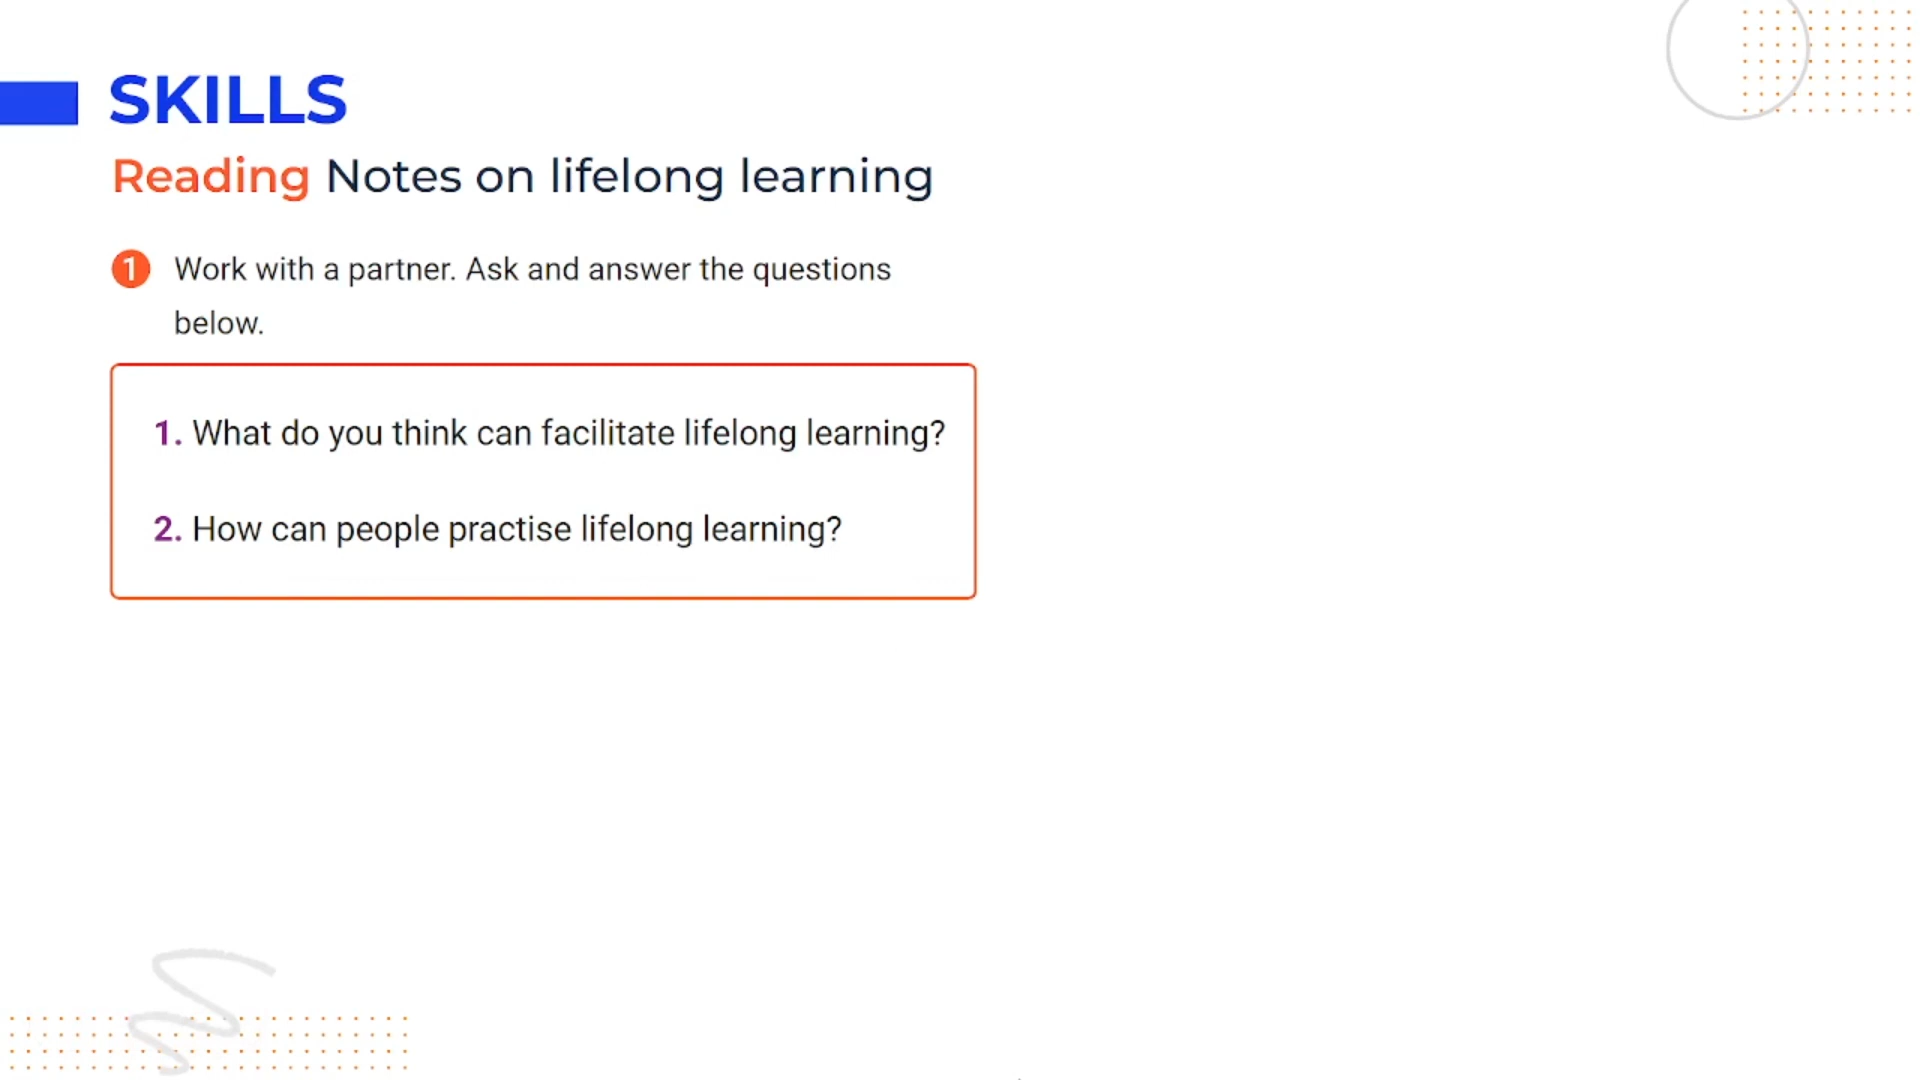 SKILLS
Reading Notes on lifelong learning
1 Work with a partner. Ask and answer the questions
below.
1. What do you think can facilitate lifelong learning?
2. How can people practise lifelong learning?